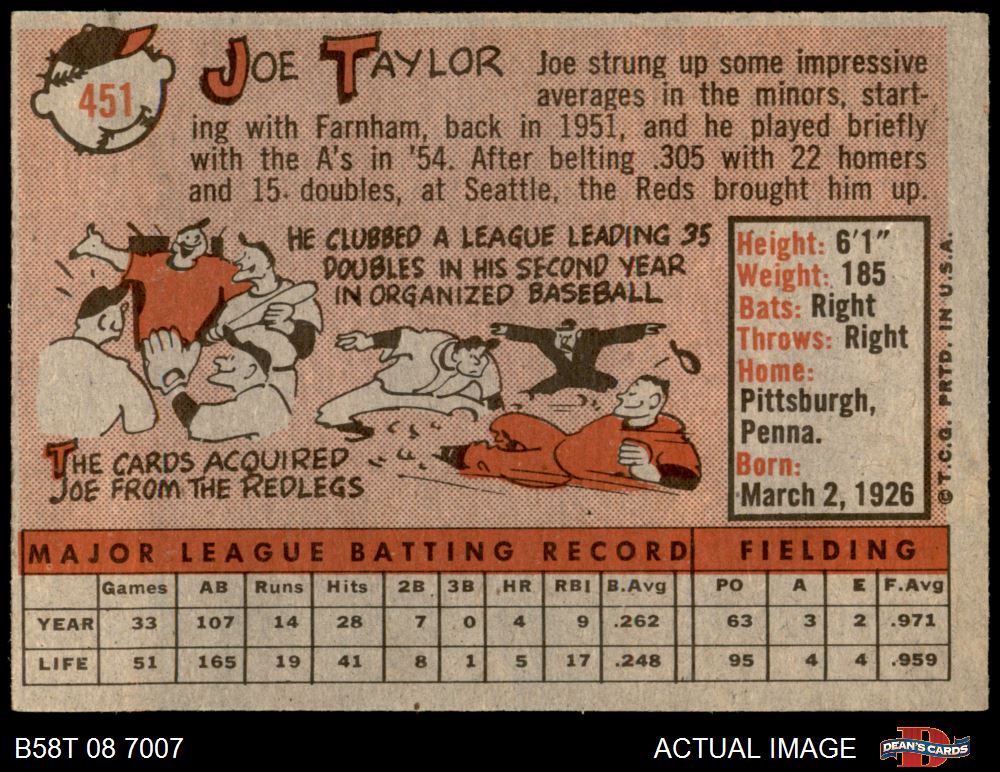 451
JOE TAYLOR
Joe strung up some impressive
averages in the minors, start-
ing with Farnham, back in 1951, and he played briefly
with the A's in '54. After belting .305 with 22 homers
and 15 doubles, at Seattle, the Reds brought him up.
HE CLUBBED A LEAGUE LEADING 35
DOUBLES IN HIS SECOND YEAR
IN ORGANIZED BASEBALL
THE CARDS ACQUIRED
JOE FROM THE REDLEGS
Height: 6'1"
Weight: 185
Bats: Right
Throws: Right
Home:
Pittsburgh,
Penna.
Born:
March 2, 1926
© T.C.G. PRTD. IN U.S.A.
MAJOR LEAGUE BATTING RECORD FIELDING
Games AB Runs Hits 2B 3B HR RBI B.Avg PO A E F.Avg
YEAR 33 107 14 28 7 0 4 9 .262 63 3 2 .971
LIFE 51 165 19 41 8 1 5 17 .248 95 4 4 .959
B58T 08 7007 ACTUAL IMAGE
D
DEAN'S CARDS